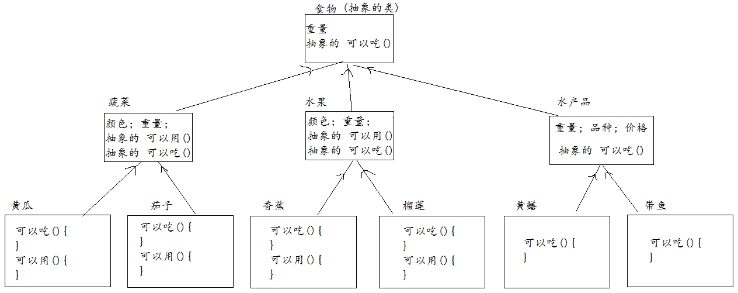 食物 (抽象的类)
重量
抽象的 可以吃()
蔬菜
颜色; 重量;
抽象的 可以用()
抽象的 可以吃()
水果
颜色; 重量;
抽象的 可以用()
抽象的 可以吃()
水产品
重量; 品种; 价格
抽象的 可以吃()
黄瓜
可以吃(){
}
可以用(){
}
茄子
可以吃(){
}
可以用(){
}
香蕉
可以吃(){
}
可以用(){
}
榴莲
可以吃(){
}
可以用(){
}
黄鳝
可以吃(){
}
带鱼
可以吃(){
}